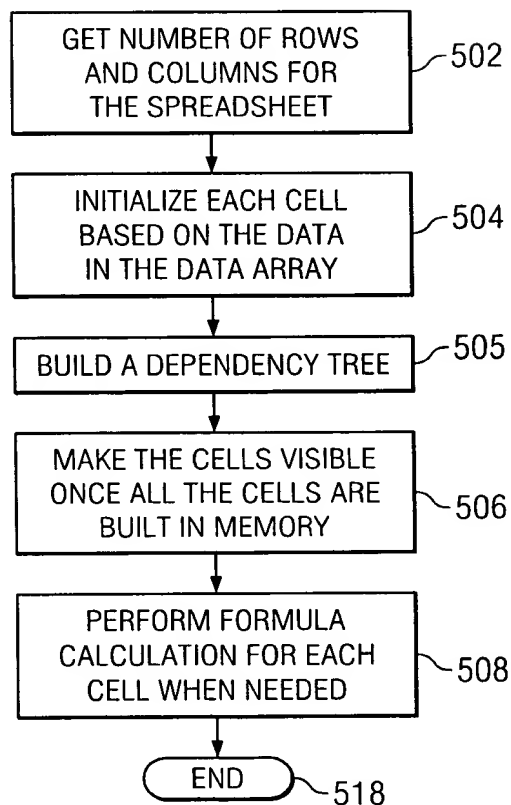 GET NUMBER OF ROWS
AND COLUMNS FOR
THE SPREADSHEET
502
INITIALIZE EACH CELL
BASED ON THE DATA
IN THE DATA ARRAY
504
BUILD A DEPENDENCY TREE
505
MAKE THE CELLS VISIBLE
ONCE ALL THE CELLS ARE
BUILT IN MEMORY
506
PERFORM FORMULA
CALCULATION FOR EACH
CELL WHEN NEEDED
508
END
518